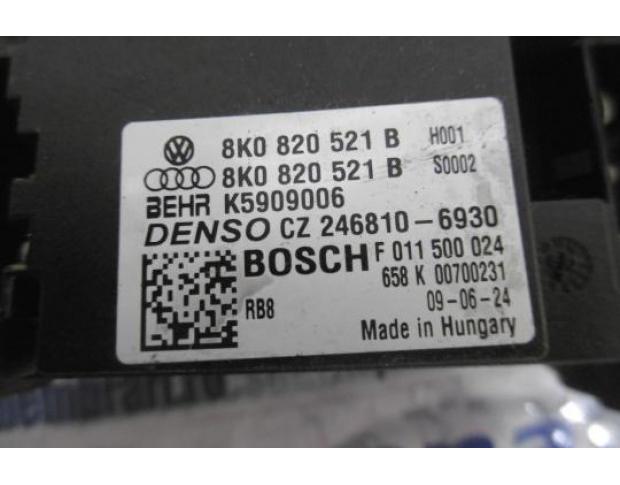 8K0 820 521 B H001
8K0 820 521 B S0002
BEHR K5909006
DENSO CZ 246810-6930
BOSCH F 011 500 024
658 K 00700231
RB8 09-06-24
Made in Hungary